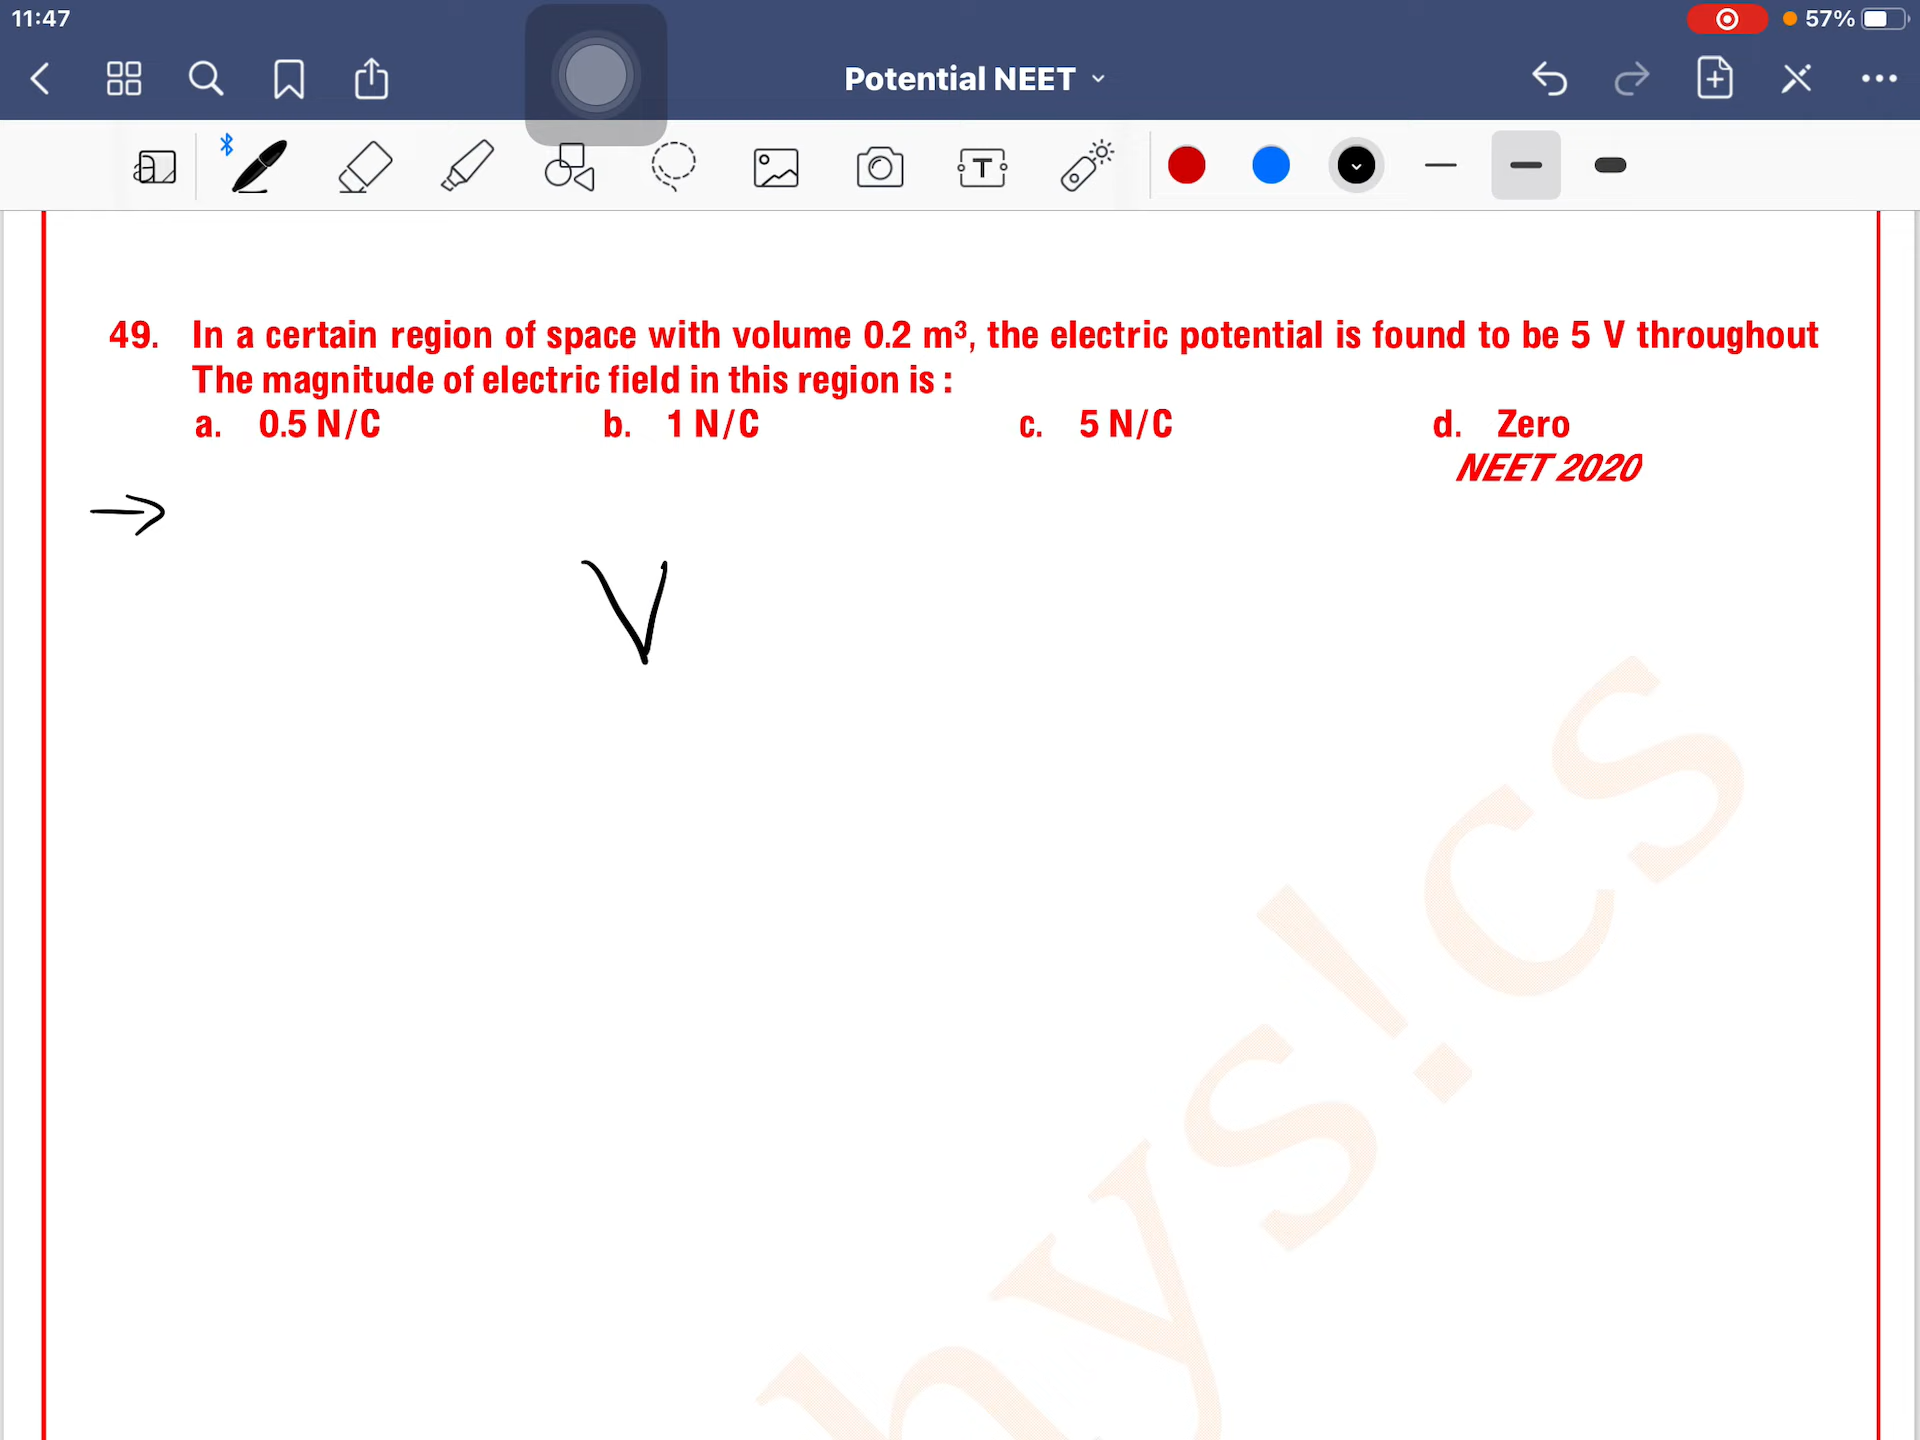 11:47
57%
Potential NEET
49. In a certain region of space with volume 0.2 m³, the electric potential is found to be 5 V throughout
The magnitude of electric field in this region is :
a. 0.5 N/C b. 1 N/C c. 5 N/C d. Zero
NEET 2020
→
V
hys!cs